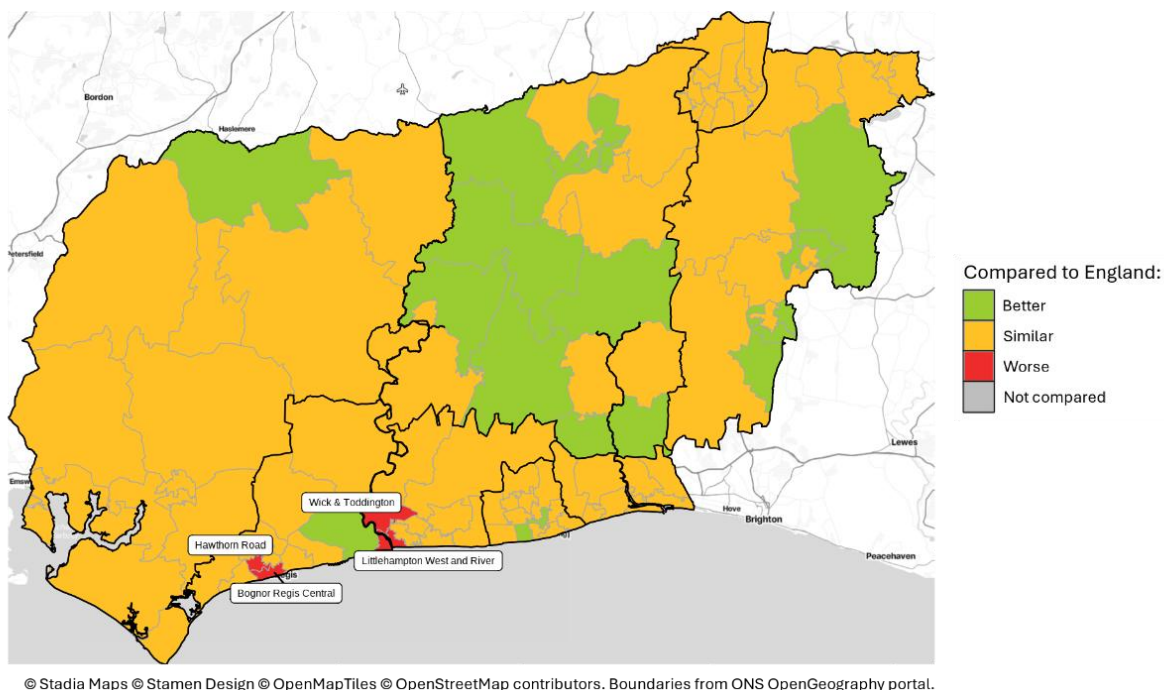 Bordon
Haslemere
Petersfield
Compared to England:
Better
Similar
Worse
Not compared
Lewes
Emsw
Wick & Toddington
Hove
Brighton
Hawthorn Road
Littlehampton West and River
Peacehaven
egis
Bognor Regis Central
© Stadia Maps © Stamen Design © OpenMapTiles © OpenStreetMap contributors. Boundaries from ONS OpenGeography portal.